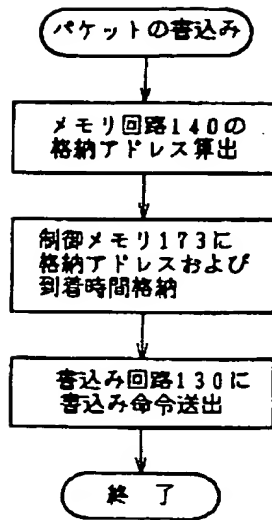 パケットの書込み
メモリ回路140の
格納アドレス算出
制御メモリ173に
格納アドレスおよび
到着時間格納
書込み回路130に
書込み命令送出
終 了